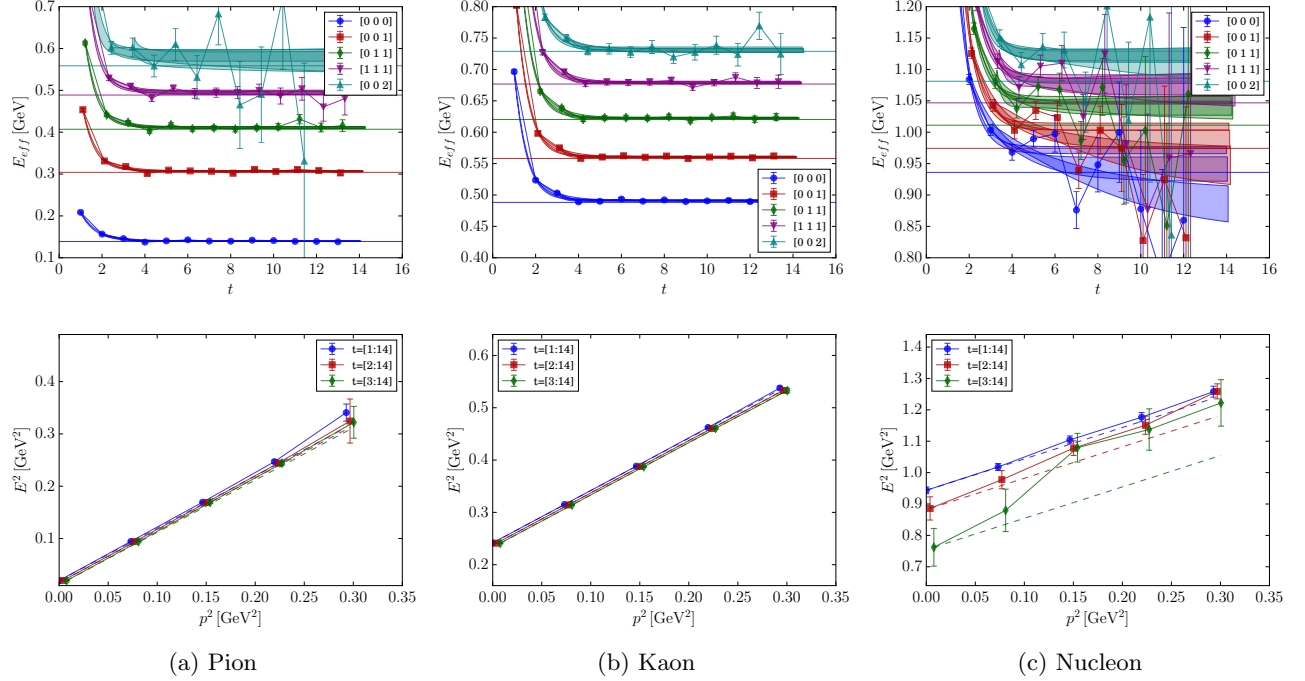 0.7
0.6
0.5
0.4
0.3
0.2
0.1
E_{eff} [GeV]
0 2 4 6 8 10 12 14 16
t
[0 0 0]
[0 0 1]
[0 1 1]
[1 1 1]
[0 0 2]
0.80
0.75
0.70
0.65
0.60
0.55
0.50
0.45
0.40
E_{eff} [GeV]
0 2 4 6 8 10 12 14 16
t
[0 0 0]
[0 0 1]
[0 1 1]
[1 1 1]
[0 0 2]
1.20
1.15
1.10
1.05
1.00
0.95
0.90
0.85
0.80
E_{eff} [GeV]
0 2 4 6 8 10 12 14 16
t
[0 0 0]
[0 0 1]
[0 1 1]
[1 1 1]
[0 0 2]
0.4
0.3
0.2
0.1
E² [GeV²]
0.00 0.05 0.10 0.15 0.20 0.25 0.30 0.35
p² [GeV²]
t=[1:14]
t=[2:14]
t=[3:14]
0.6
0.5
0.4
0.3
0.2
E² [GeV²]
0.00 0.05 0.10 0.15 0.20 0.25 0.30 0.35
p² [GeV²]
t=[1:14]
t=[2:14]
t=[3:14]
1.4
1.3
1.2
1.1
1.0
0.9
0.8
0.7
E² [GeV²]
0.00 0.05 0.10 0.15 0.20 0.25 0.30 0.35
p² [GeV²]
t=[1:14]
t=[2:14]
t=[3:14]
(a) Pion
(b) Kaon
(c) Nucleon